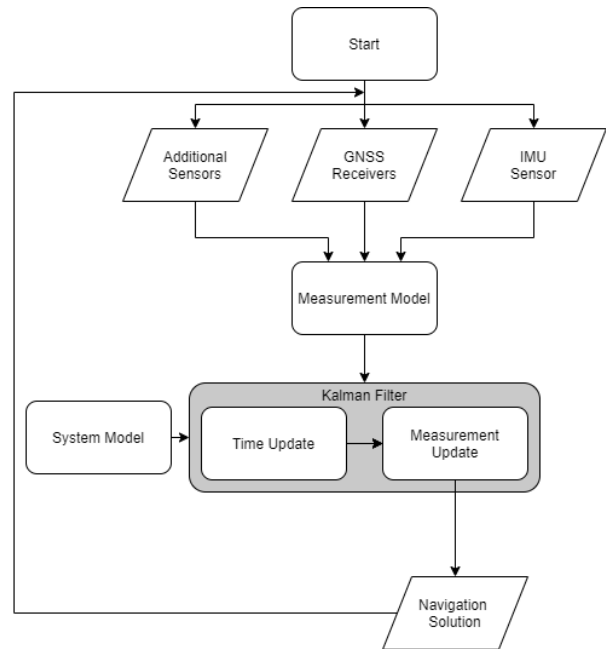 Start
Additional
Sensors
GNSS
Receivers
IMU
Sensor
Measurement Model
Kalman Filter
System Model
Time Update
Measurement
Update
Navigation
Solution